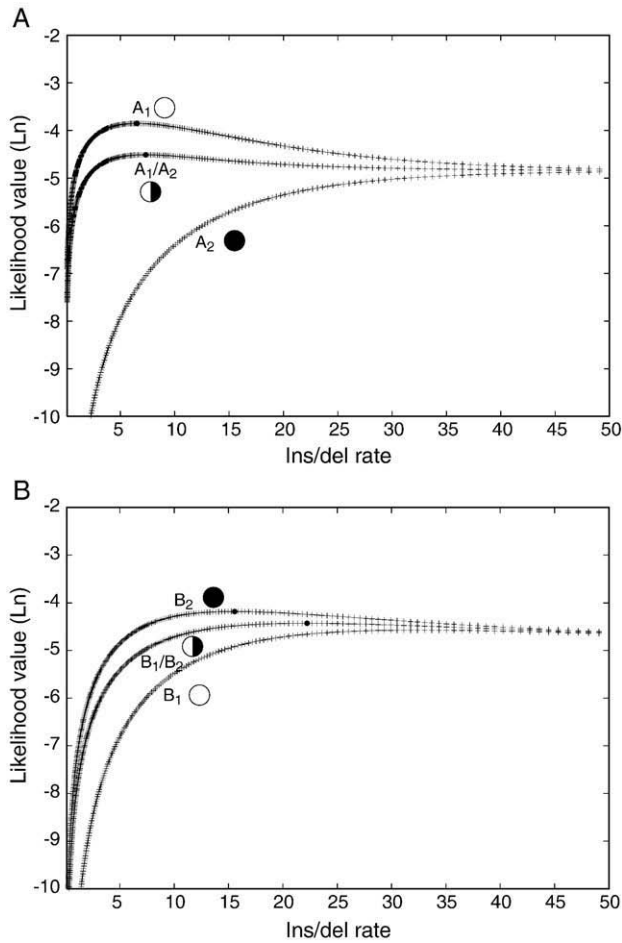 A
-2
-3
-4
-5
-6
-7
-8
-9
-10
Likelihood value (Ln)
A1
A1/A2
A2
5 10 15 20 25 30 35 40 45 50
Ins/del rate
B
-2
-3
-4
-5
-6
-7
-8
-9
-10
Likelihood value (Ln)
B2
B1/B2
B1
5 10 15 20 25 30 35 40 45 50
Ins/del rate